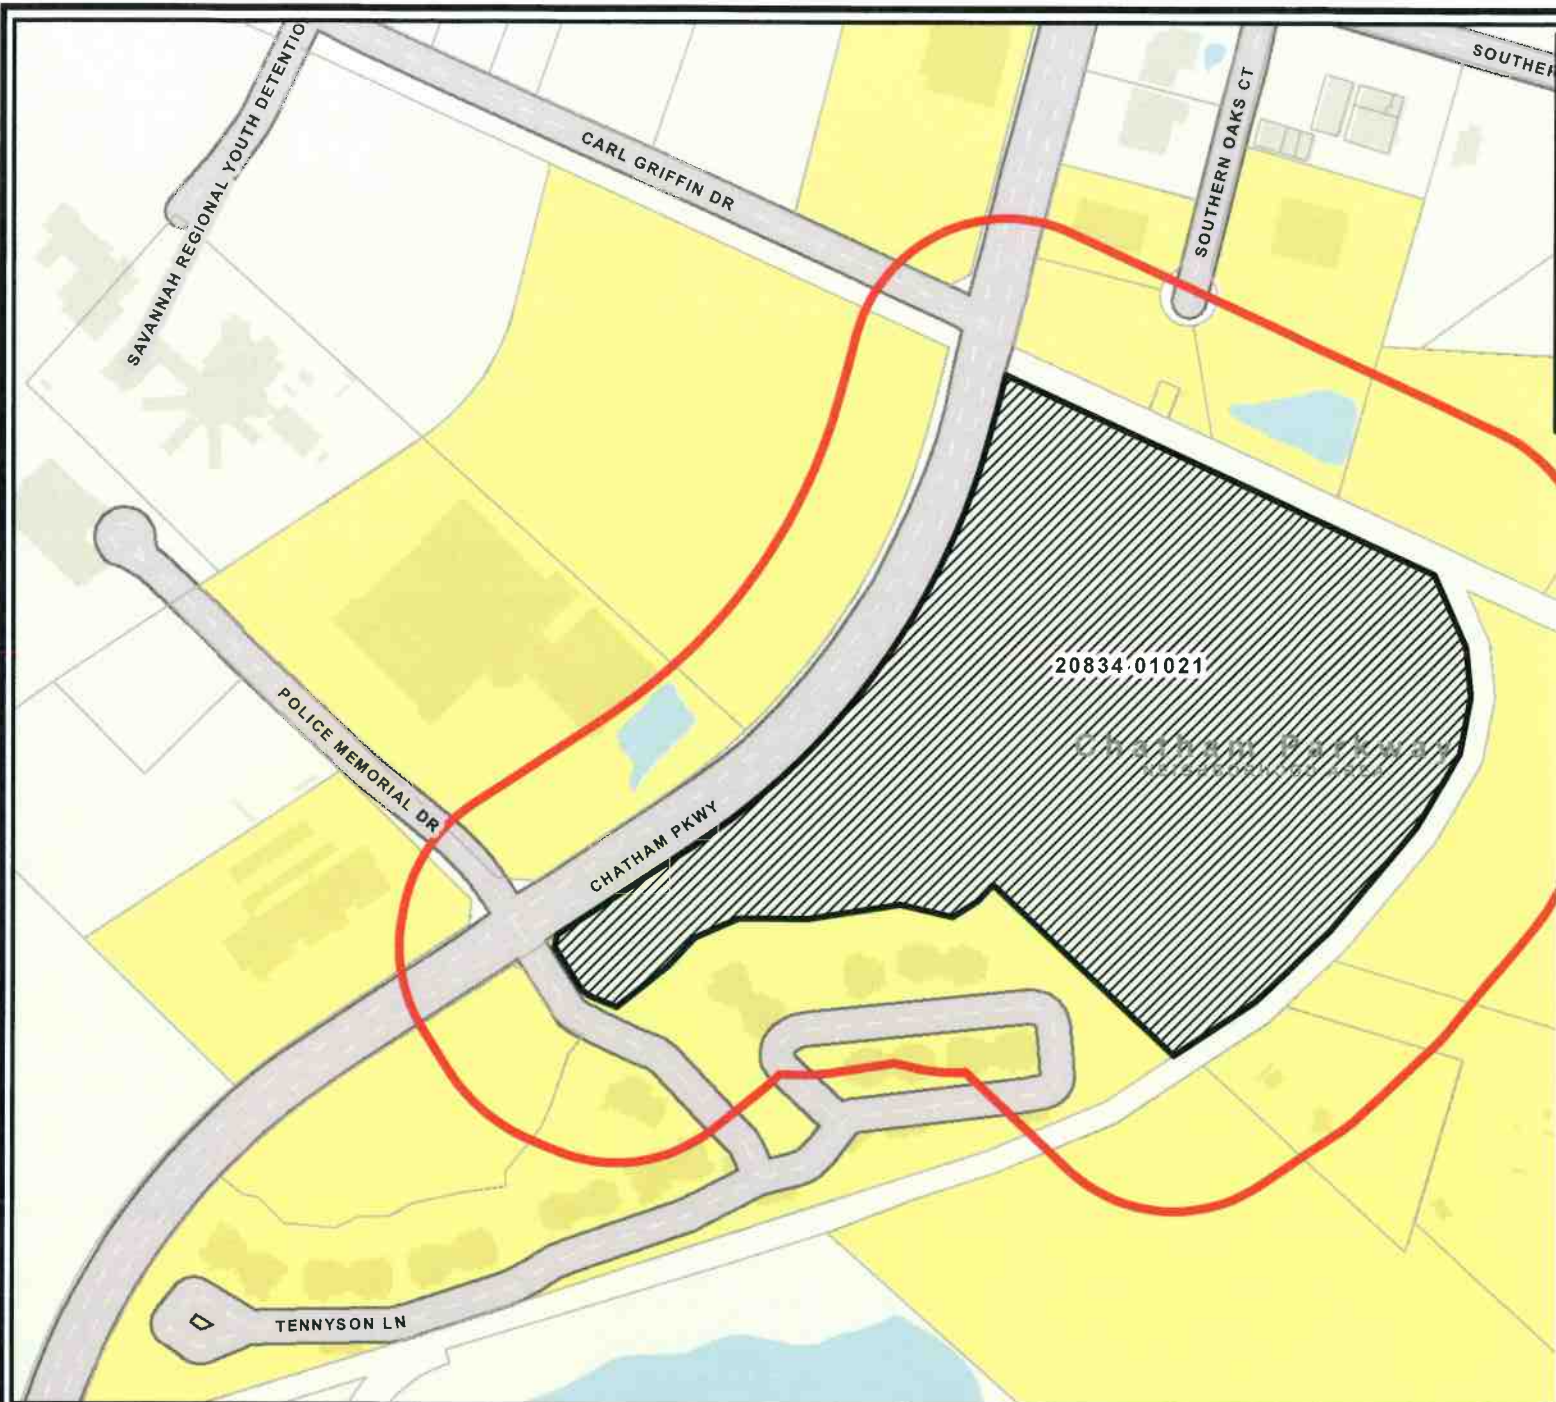 SOUTHER
SAVANNAH REGIONAL YOUTH DETENTIO
CARL GRIFFIN DR
SOUTHERN OAKS CT
20834 01021
Chatham Parkway
POLICE MEMORIAL DR
CHATHAM PKWY
TENNYSON LN